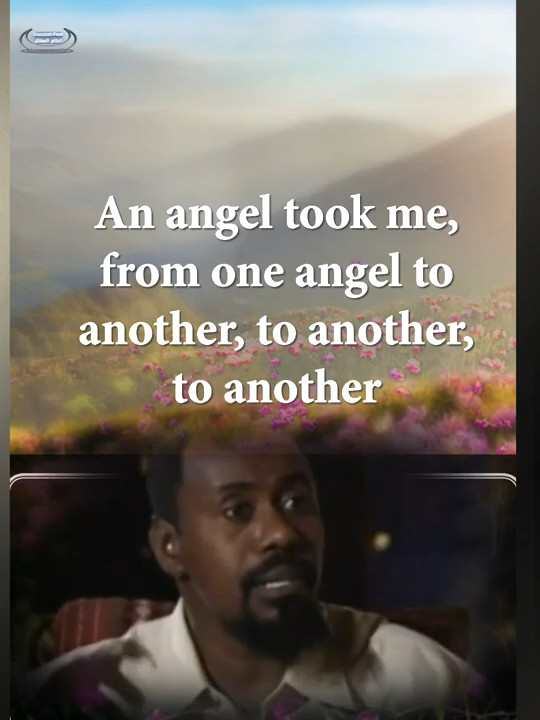 An angel took me,
from one angel to
another, to another,
to another